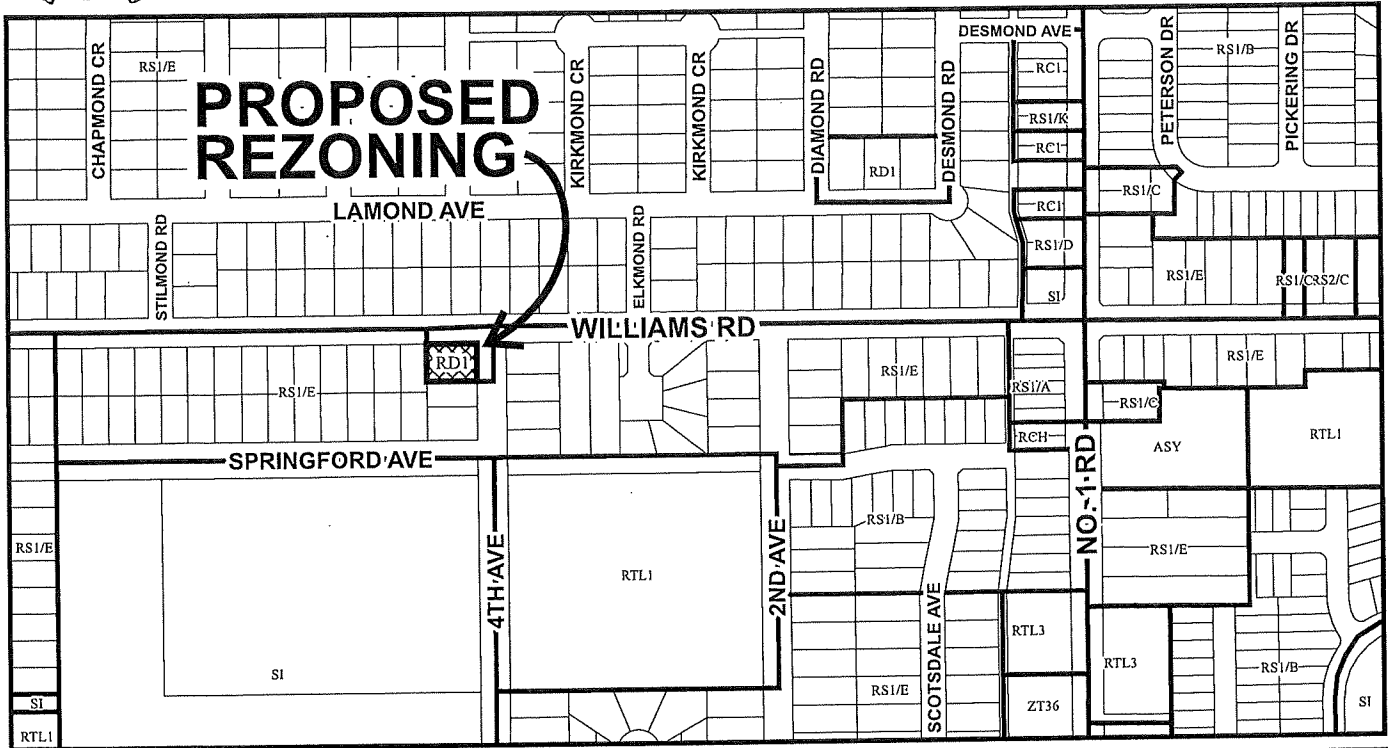 DESMOND AVE
CHAPMOND CR
RS1/E
PROPOSED
REZONING
KIRKMOND CR
KIRKMOND CR
DIAMOND RD
DESMOND RD
RD1
RC1
RS1/K
RC1
RC1
RS1/D
SI
PETERSON DR
RS1/B
PICKERING DR
RS1/C
RS1/E
RS1/C
RS2/C
LAMOND AVE
STILMOND RD
ELKMOND RD
WILLIAMS RD
RD1
RS1/E
RS1/E
RS1/A
RCH
RS1/E
RS1/C
ASY
RTL1
SPRINGFORD AVE
NO. 1 RD
RS1/E
4TH AVE
RTL1
2ND AVE
RS1/B
SCOTSDALE AVE
RS1/E
SI
RTL3
RTL3
RS1/B
SI
SI
RTL1
RS1/E
ZT36